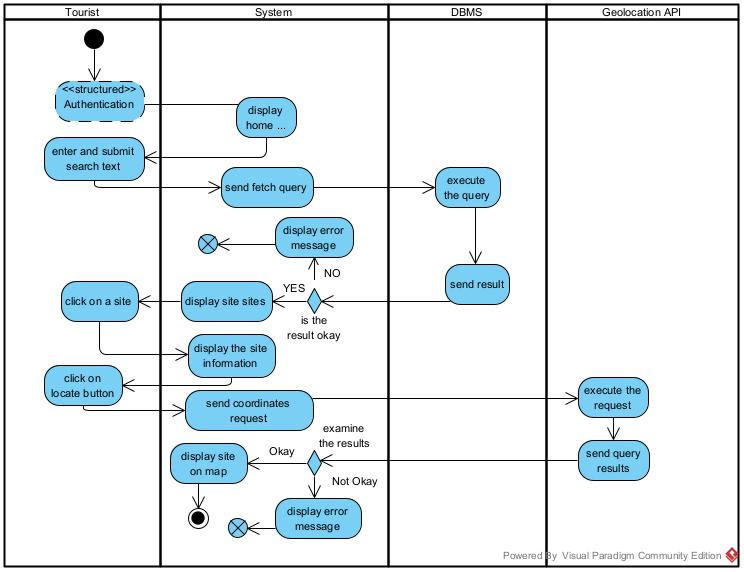 Tourist
System
DBMS
Geolocation API
<<structured>>
Authentication
display
home ...
enter and submit
search text
send fetch query
execute
the query
display error
message
NO
YES
click on a site
display site sites
send result
is the
result okay
display the site
information
click on
locate button
send coordinates
request
execute the
request
examine
the results
Okay
display site
on map
send query
results
Not Okay
display error
message
Powered By Visual Paradigm Community Edition